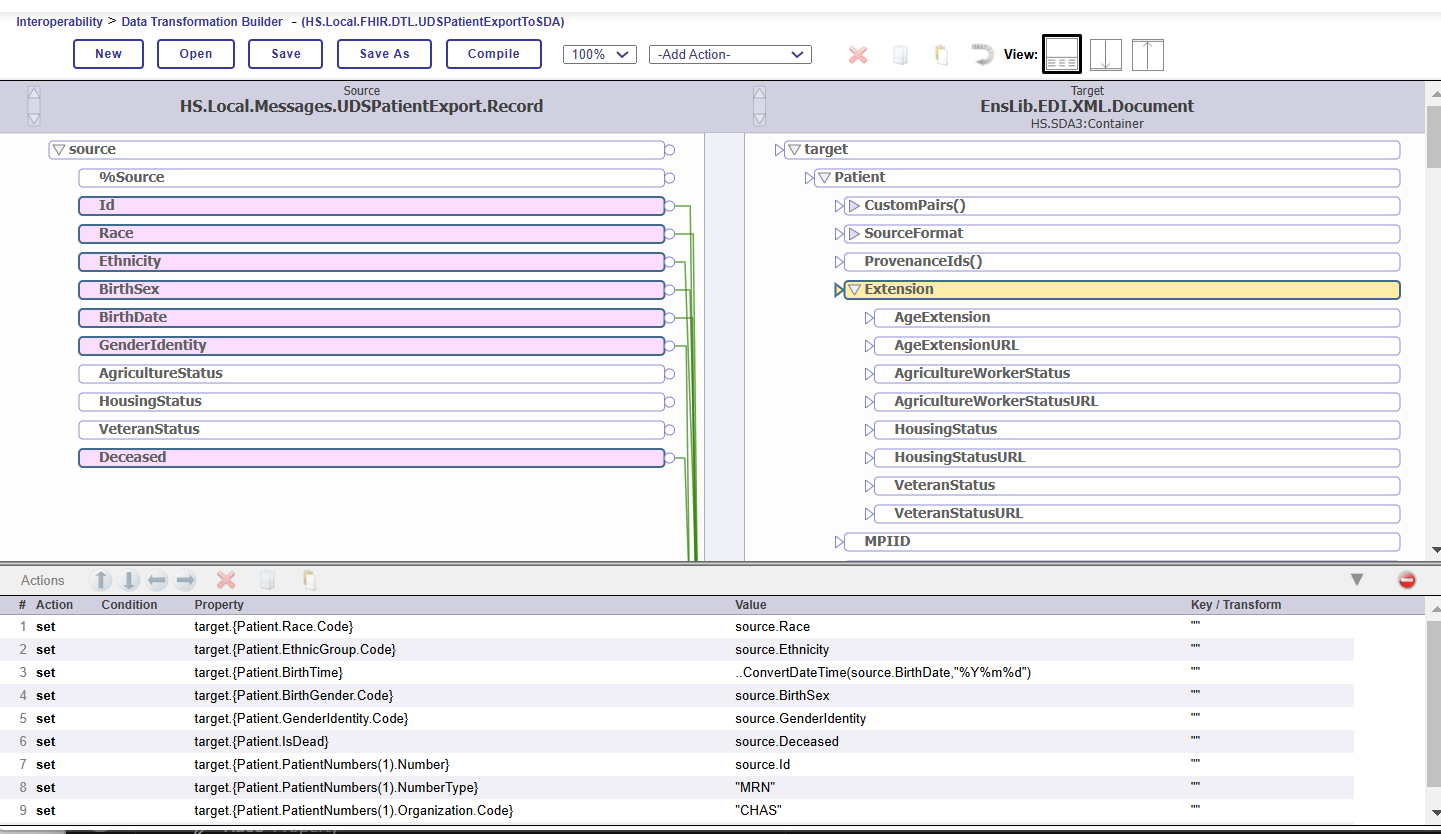 Interoperability > Data Transformation Builder - (HS.Local.FHIR.DTL.UDSPatientExportToSDA)
New Open Save Save As Compile 100% -Add Action- View:
Source
HS.Local.Messages.UDSPatientExport.Record
Target
EnsLib.EDI.XML.Document
HS.SDA3:Container
source
%Source
Id
Race
Ethnicity
BirthSex
BirthDate
GenderIdentity
AgricultureStatus
HousingStatus
VeteranStatus
Deceased
target
Patient
CustomPairs()
SourceFormat
ProvenanceIds()
Extension
AgeExtension
AgeExtensionURL
AgricultureWorkerStatus
AgricultureWorkerStatusURL
HousingStatus
HousingStatusURL
VeteranStatus
VeteranStatusURL
MPIID
Actions
# Action Condition Property Value Key / Transform
1 set target.{Patient.Race.Code} source.Race ""
2 set target.{Patient.EthnicGroup.Code} source.Ethnicity ""
3 set target.{Patient.BirthTime} ..ConvertDateTime(source.BirthDate,"%Y%m%d") ""
4 set target.{Patient.BirthGender.Code} source.BirthSex ""
5 set target.{Patient.GenderIdentity.Code} source.GenderIdentity ""
6 set target.{Patient.IsDead} source.Deceased ""
7 set target.{Patient.PatientNumbers(1).Number} source.Id ""
8 set target.{Patient.PatientNumbers(1).NumberType} "MRN" ""
9 set target.{Patient.PatientNumbers(1).Organization.Code} "CHAS" ""